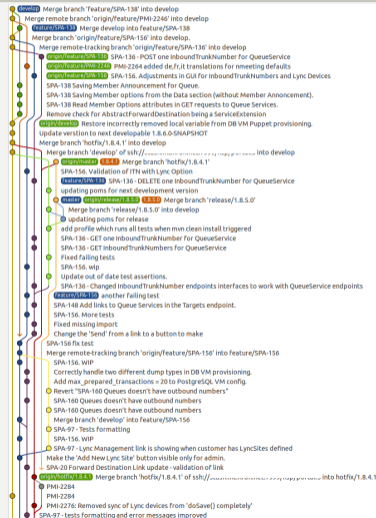 develop Merge branch 'feature/SPA-138' into develop
Merge remote branch 'origin/feature/PMI-2246' into develop
feature/SPA-138 Merge develop into feature/SPA-138
Merge branch 'origin/feature/SPA-156' into develop.
Merge remote-tracking branch 'origin/feature/SPA-136' into develop
origin/feature/SPA-136 SPA-136 - POST one InboundTrunkNumber for QueueService
origin/feature/PMI-2246 PMI-2264 added de,fr,it translations for nmeeting defaults
origin/feature/SPA-156 SPA-156. Adjustments in GUI for InboundTrunkNumbers and Lync Devices
SPA-138 Saving Member Announcement for Queue.
SPA-138 Saving Member options from the Data section (without Member Announcement).
SPA-138 Read Member Options attributes in GET requests to Queue Services.
Remove check for AbstractForwardDestination being a ServiceExtension
origin/develop Restore incorrectly removed local variable from DB VM Puppet provisioning.
Update verstion to next developable 1.8.6.0-SNAPSHOT
Merge branch 'hotfix/1.8.4.1' into develop
Merge branch 'develop' of ssh:// into develop
origin/master 1.8.4.1 Merge branch 'hotfix/1.8.4.1'
SPA-156. Validation of ITN with Lync Option
feature/SPA-136 SPA-136 - DELETE one InboundTrunkNumber for QueueService
updating poms for next development version
master origin/release/1.8.5.0 1.8.5.0 Merge branch 'release/1.8.5.0'
Merge branch 'release/1.8.5.0' into develop
updating poms for release
add profile which runs all tests when mvn clean install triggered
SPA-136 - GET one InboundTrunkNumber for QueueService
SPA-136 - GET InboundTrunkNumbers for QueueService
Fixed failing tests
SPA-156. wip
Update out of date test assertions.
SPA-136 - Changed InboundTrunkNumber endpoints interfaces to work with QueueService endpoints
feature/SPA-156 another failing test
SPA-148 Add links to Queue Services in the Targets endpoint.
SPA-156. More tests
Fixed missing import
Change the 'Send' from a link to a button to make
SPA-156 fix test
Merge remote-tracking branch 'origin/feature/SPA-156' into feature/SPA-156
SPA-156. WIP
Correctly handle two different dump types in DB VM provisioning.
Add max_prepared_transactions = 20 to PostgreSQL VM config.
Revert "SPA-160 Queues doesn't have outbound numbers"
SPA-160 Queues doesn't have outbound numbers
SPA-160 Queues doesn't have outbound numbers
Merge branch 'develop' into feature/SPA-156
SPA-97 - Tests formatting
SPA-156. WIP
SPA-97 - Lync Management link is showing when customer has LyncSites defined
Make the 'Add New Lync Site' button visible only for admin.
SPA-20 Forward Destination Link update - validation of link
origin/hotfix/1.8.4.1 Merge branch 'hotfix/1.8.4.1' of ssh:// into hotfix/1.8.4.1
PMI-2284
PMI-2284
PMI-2276: Removed sync of Lync devices from 'doSave() completely'
SPA-97 - tests formatting and error messages improved